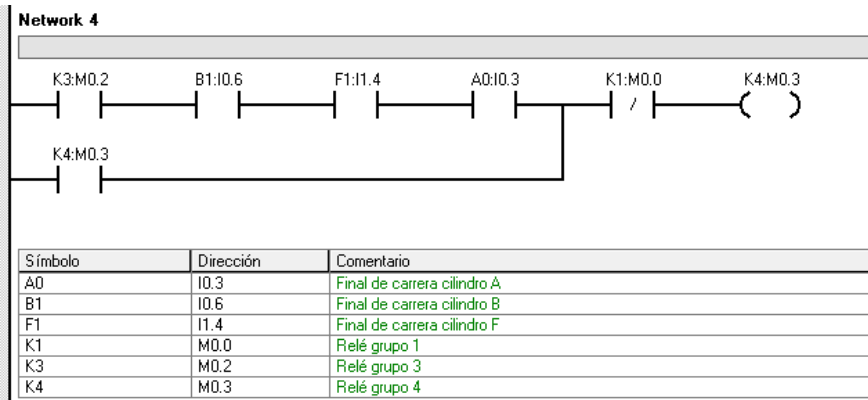 Network 4
K3:M0.2 B1:I0.6 F1:I1.4 A0:I0.3 K1:M0.0 K4:M0.3
K4:M0.3
Símbolo Dirección Comentario
A0 I0.3 Final de carrera cilindro A
B1 I0.6 Final de carrera cilindro B
F1 I1.4 Final de carrera cilindro F
K1 M0.0 Relé grupo 1
K3 M0.2 Relé grupo 3
K4 M0.3 Relé grupo 4